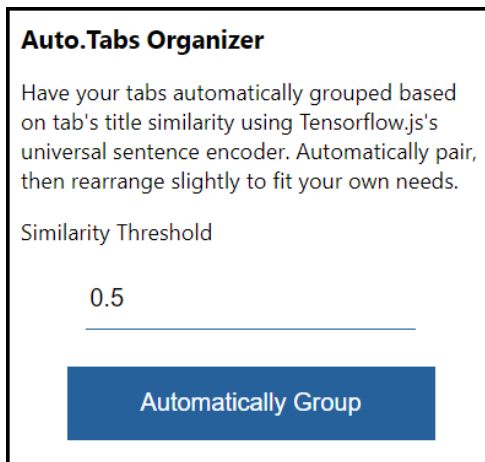 Auto.Tabs Organizer
Have your tabs automatically grouped based
on tab's title similarity using Tensorflow.js's
universal sentence encoder. Automatically pair,
then rearrange slightly to fit your own needs.
Similarity Threshold
0.5
Automatically Group